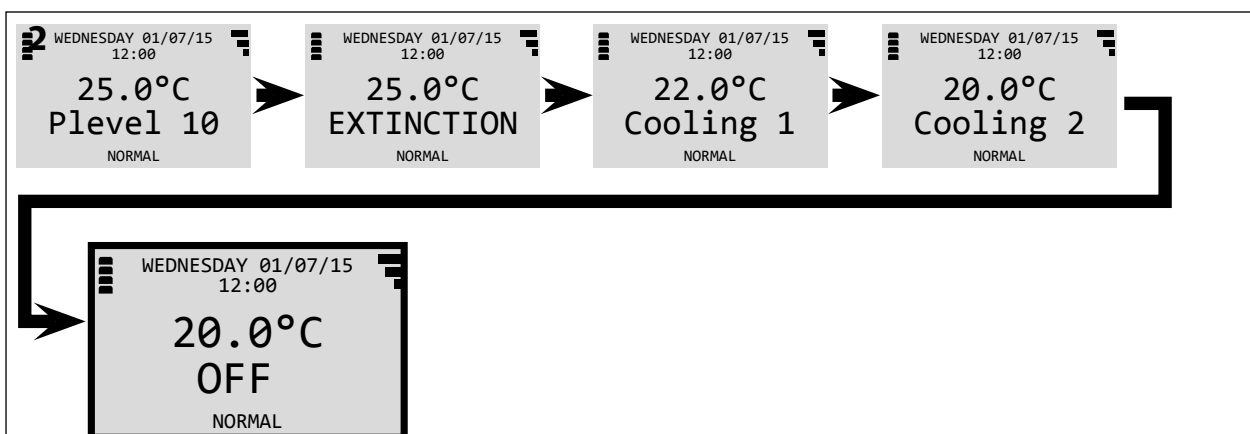 2
WEDNESDAY 01/07/15
12:00
25.0°C
Plevel 10
NORMAL
WEDNESDAY 01/07/15
12:00
25.0°C
EXTINCTION
NORMAL
WEDNESDAY 01/07/15
12:00
22.0°C
Cooling 1
NORMAL
WEDNESDAY 01/07/15
12:00
20.0°C
Cooling 2
NORMAL
WEDNESDAY 01/07/15
12:00
20.0°C
OFF
NORMAL